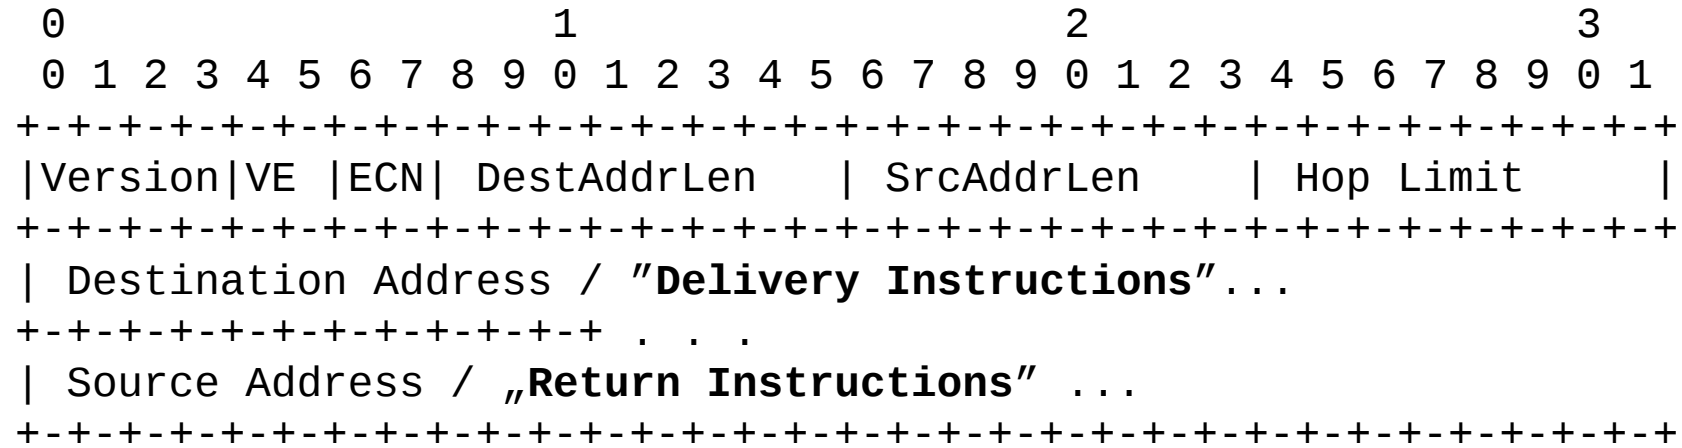 0                   1                   2                   3
 0 1 2 3 4 5 6 7 8 9 0 1 2 3 4 5 6 7 8 9 0 1 2 3 4 5 6 7 8 9 0 1
+-+-+-+-+-+-+-+-+-+-+-+-+-+-+-+-+-+-+-+-+-+-+-+-+-+-+-+-+-+-+-+-+
|Version|VE |ECN| DestAddrLen   | SrcAddrLen    | Hop Limit     |
+-+-+-+-+-+-+-+-+-+-+-+-+-+-+-+-+-+-+-+-+-+-+-+-+-+-+-+-+-+-+-+-+
| Destination Address / ”Delivery Instructions”...
+-+-+-+-+-+-+-+-+-+-+-+ . . .
| Source Address / „Return Instructions” ...
+-+-+-+-+-+-+-+-+-+-+-+-+-+-+-+-+-+-+-+-+-+-+-+-+-+-+-+-+-+-+-+-+